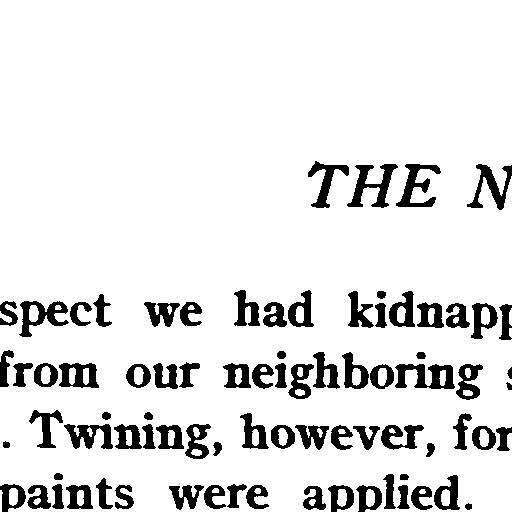 THE N
spect we had kidnapp
from our neighboring s
. Twining, however, for
paints were applied.